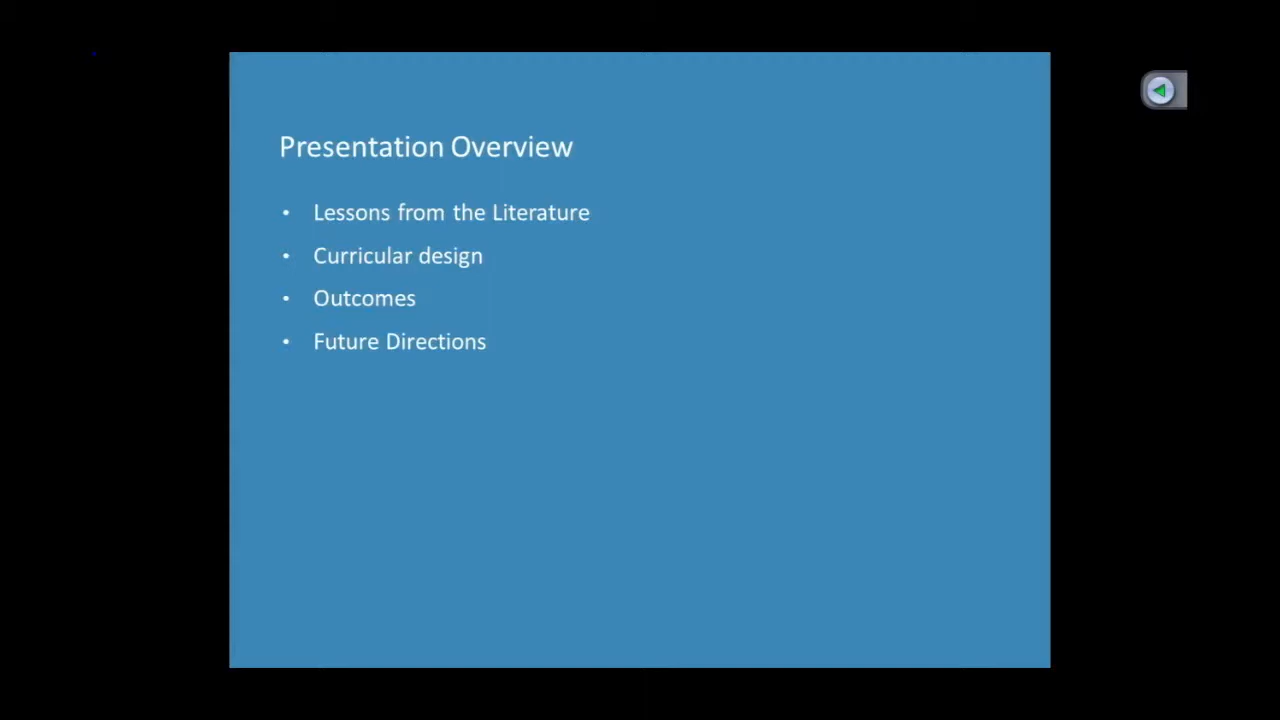 Presentation Overview
• Lessons from the Literature
• Curricular design
• Outcomes
• Future Directions